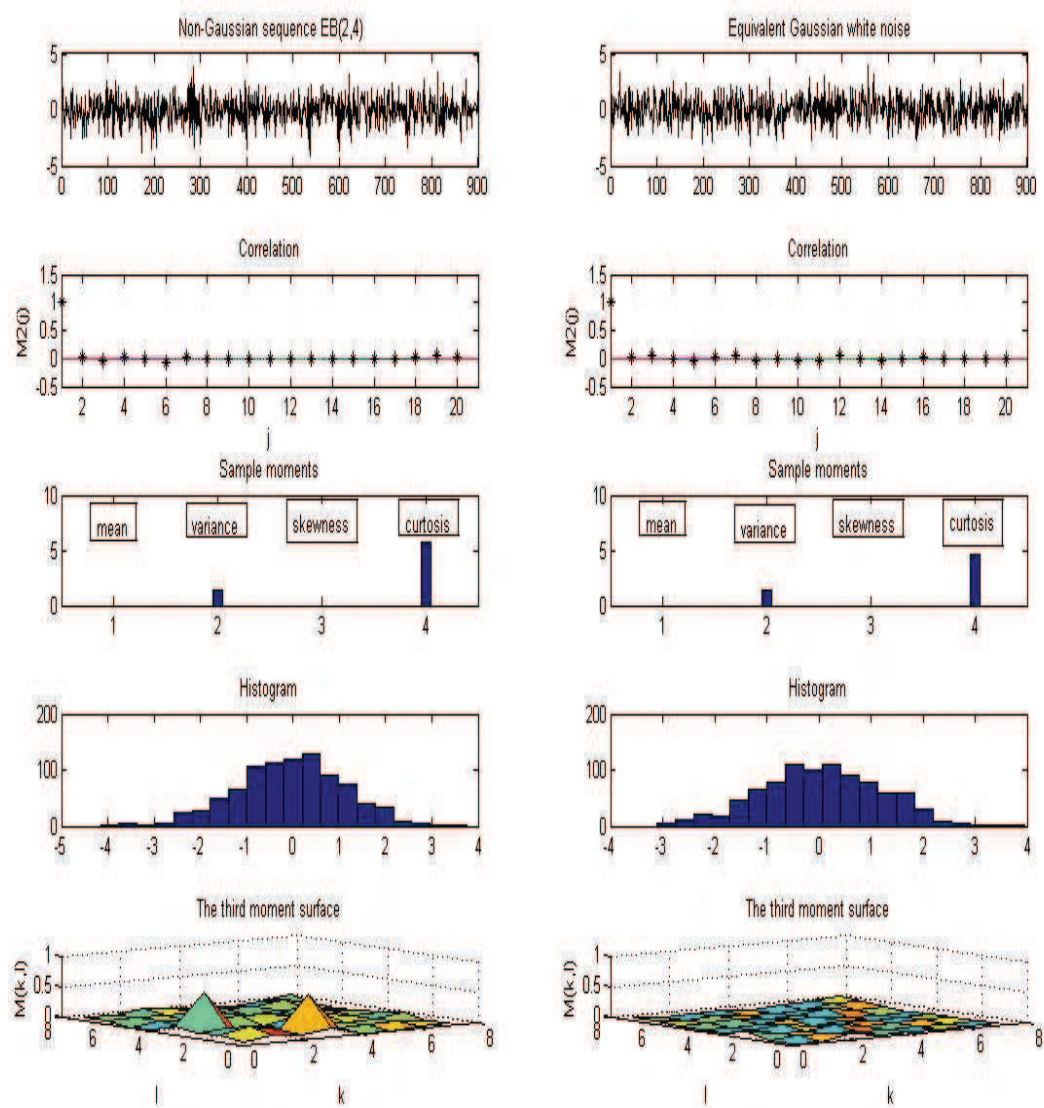 Non-Gaussian sequence EB(2,4)
5
0
-5
0 100 200 300 400 500 600 700 800 900
Correlation
1.5
1
0.5
0
-0.5
M2(j)
2 4 6 8 10 12 14 16 18 20
j
Sample moments
10
5
0
mean variance skewness curtosis
1 2 3 4
Histogram
200
100
0
-5 -4 -3 -2 -1 0 1 2 3 4
The third moment surface
1
0.5
0
M(k,l)
8 6 4 2 0 0 2 4 6 8
l k
Equivalent Gaussian white noise
5
0
-5
0 100 200 300 400 500 600 700 800 900
Correlation
1.5
1
0.5
0
-0.5
M2(j)
2 4 6 8 10 12 14 16 18 20
j
Sample moments
10
5
0
mean variance skewness curtosis
1 2 3 4
Histogram
200
100
0
-4 -3 -2 -1 0 1 2 3 4
The third moment surface
1
0.5
0
M(k,l)
8 6 4 2 0 0 2 4 6 8
l k